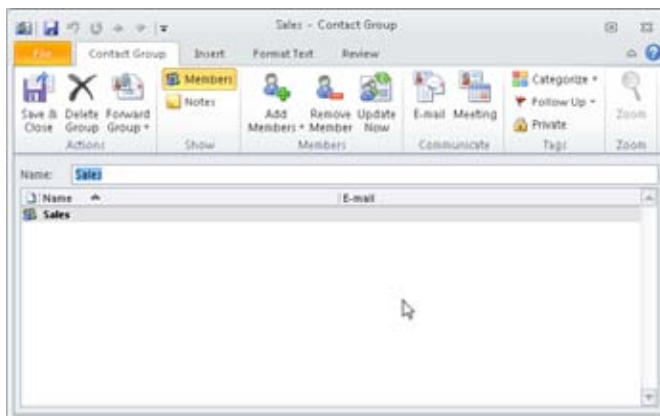 Sales - Contact Group
File Contact Group Insert Format Text Review
Save & Close Delete Group Forward Group Members Notes Add Members Remove Member Update Now E-mail Meeting Categorize Follow Up Private Zoom
Actions Show Members Communicate Tags Zoom
Name: Sales
Name E-mail
Sales